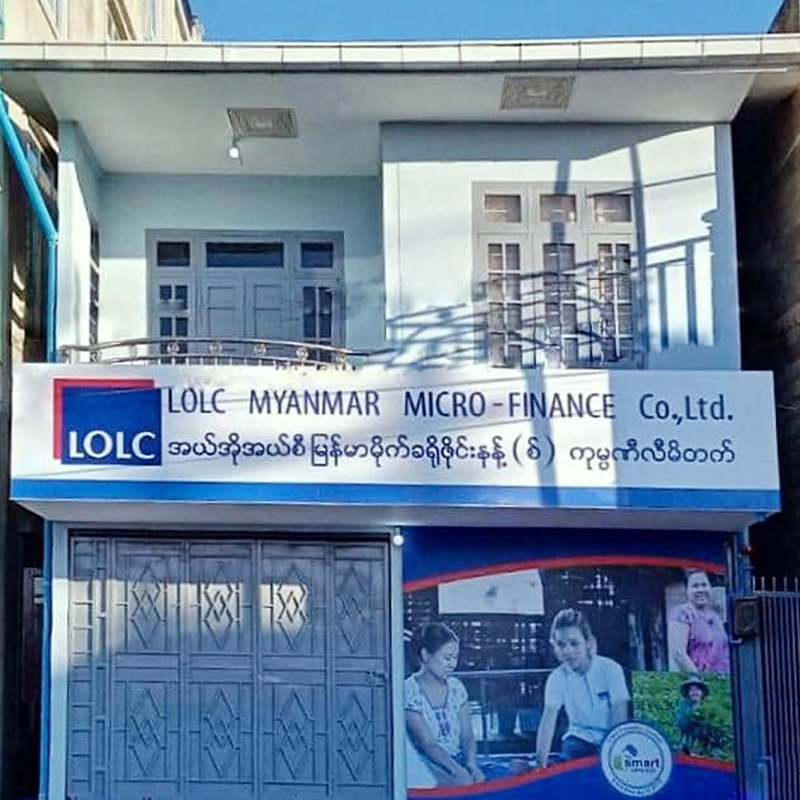 LOLC MYANMAR MICRO-FINANCE Co.,Ltd.
LOLC
အယ်အိုအယ်စီ မြန်မာမိုက်ခရိုဖိုင်းနန့် (စ်) ကုမ္ပဏီလီမိတက်
smart